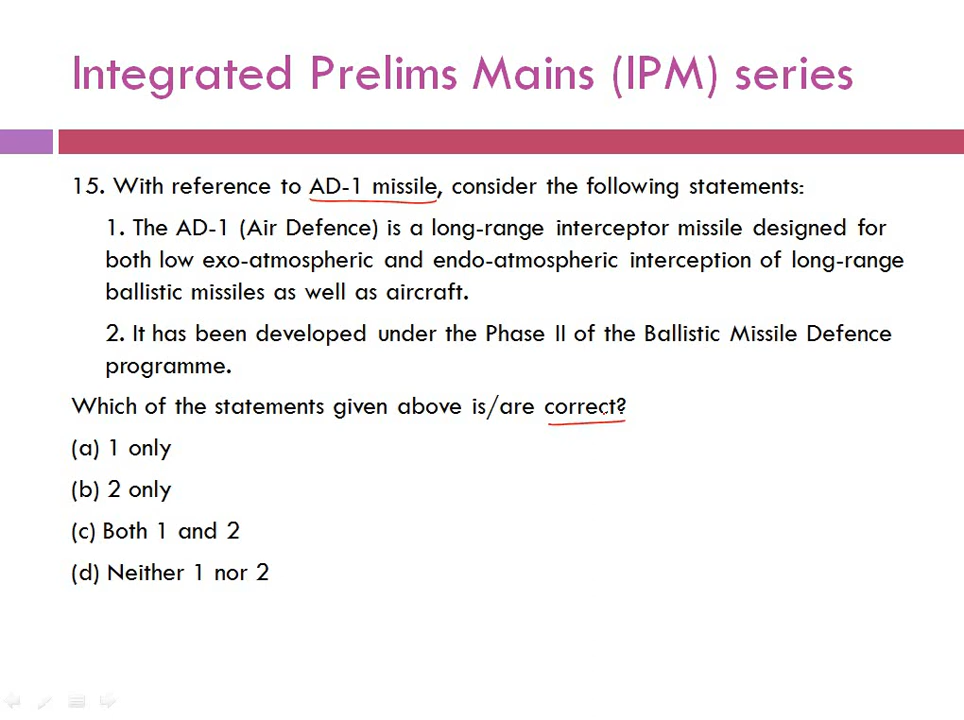 Integrated Prelims Mains (IPM) series
15. With reference to AD-1 missile, consider the following statements:
1. The AD-1 (Air Defence) is a long-range interceptor missile designed for
both low exo-atmospheric and endo-atmospheric interception of long-range
ballistic missiles as well as aircraft.
2. It has been developed under the Phase II of the Ballistic Missile Defence
programme.
Which of the statements given above is/are correct?
(a) 1 only
(b) 2 only
(c) Both 1 and 2
(d) Neither 1 nor 2